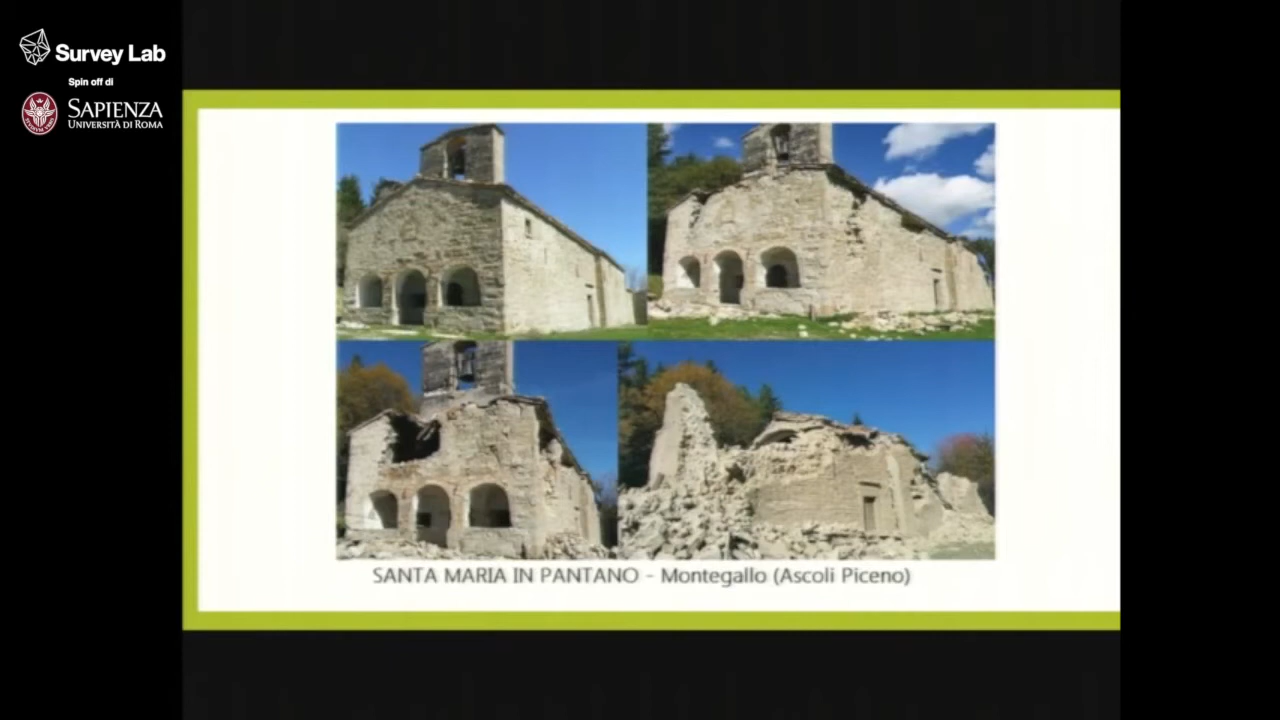 Survey Lab
Spin off di
SAPIENZA
UNIVERSITÀ DI ROMA
SANTA MARIA IN PANTANO - Montegallo (Ascoli Piceno)